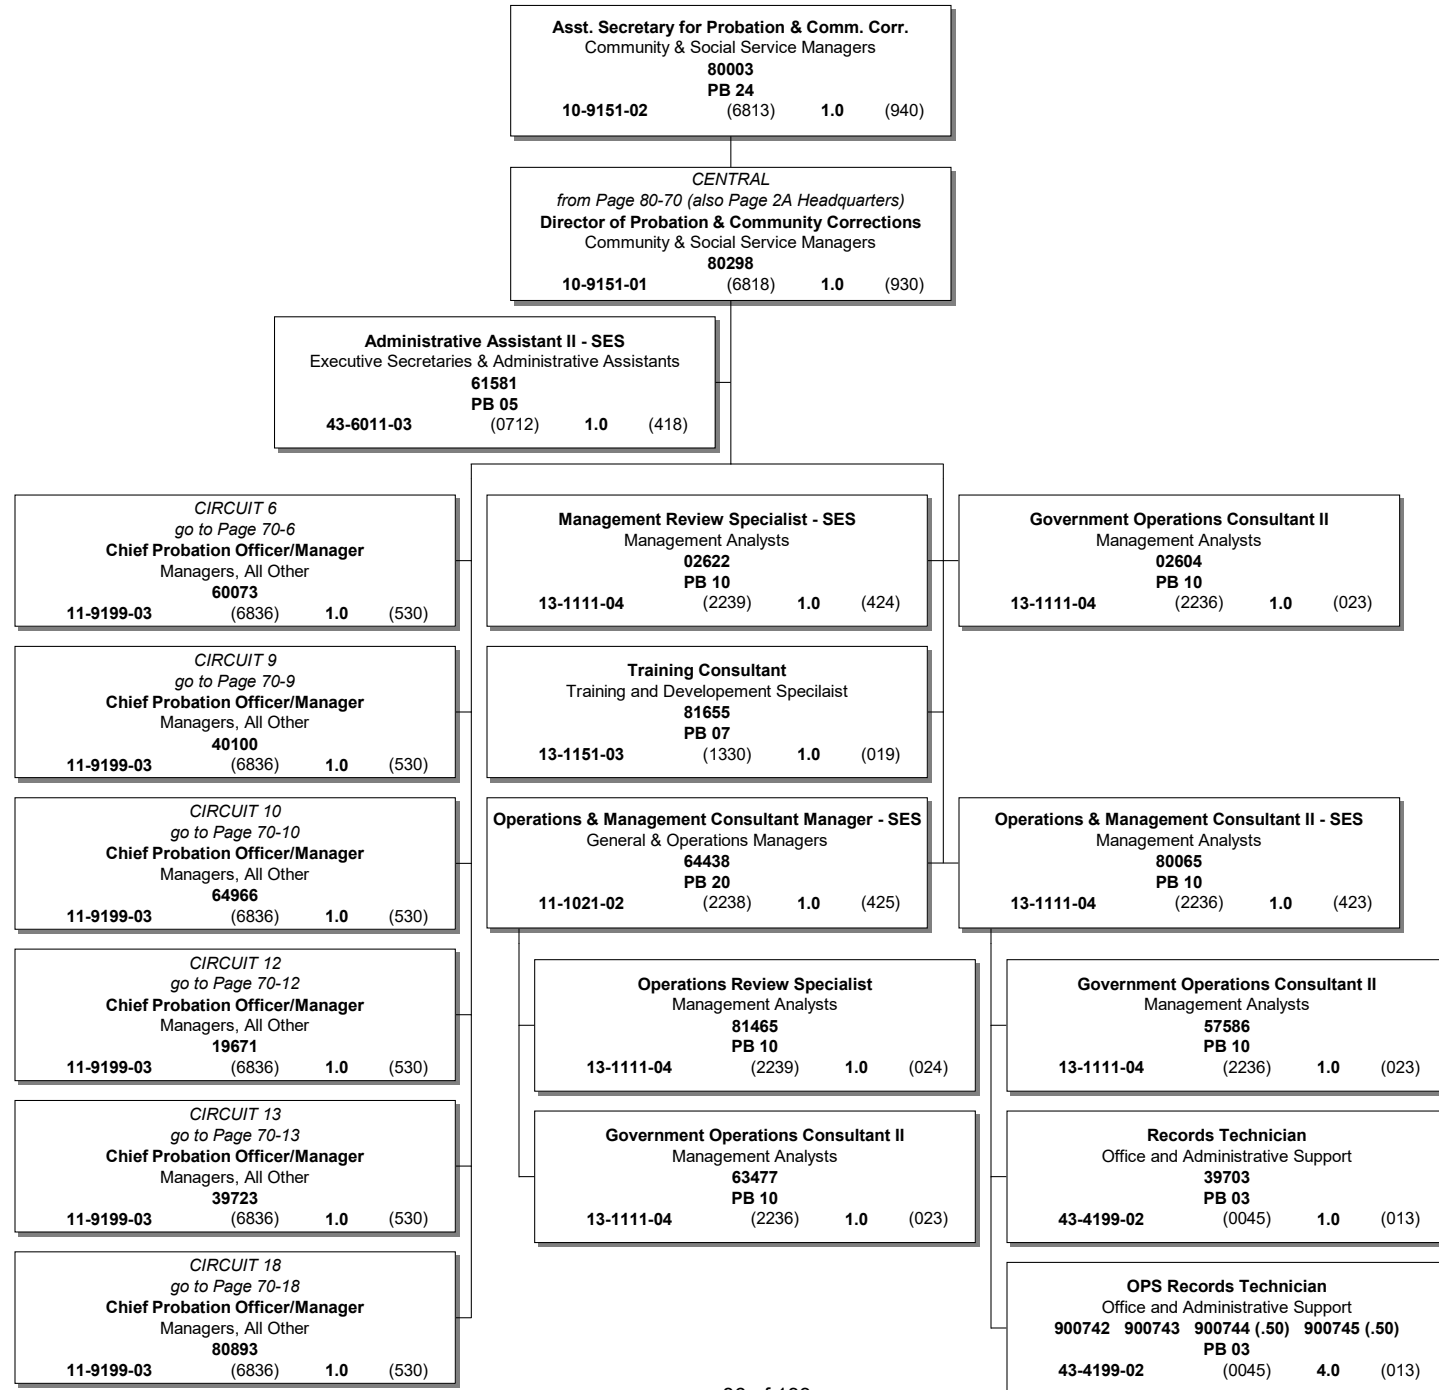 Asst. Secretary for Probation & Comm. Corr.
Community & Social Service Managers
80003
PB 24
10-9151-02 (6813) 1.0 (940)
CENTRAL
from Page 80-70 (also Page 2A Headquarters)
Director of Probation & Community Corrections
Community & Social Service Managers
80298
10-9151-01 (6818) 1.0 (930)
Administrative Assistant II - SES
Executive Secretaries & Administrative Assistants
61581
PB 05
43-6011-03 (0712) 1.0 (418)
CIRCUIT 6
go to Page 70-6
Chief Probation Officer/Manager
Managers, All Other
60073
11-9199-03 (6836) 1.0 (530)
CIRCUIT 9
go to Page 70-9
Chief Probation Officer/Manager
Managers, All Other
40100
11-9199-03 (6836) 1.0 (530)
CIRCUIT 10
go to Page 70-10
Chief Probation Officer/Manager
Managers, All Other
64966
11-9199-03 (6836) 1.0 (530)
CIRCUIT 12
go to Page 70-12
Chief Probation Officer/Manager
Managers, All Other
19671
11-9199-03 (6836) 1.0 (530)
CIRCUIT 13
go to Page 70-13
Chief Probation Officer/Manager
Managers, All Other
39723
11-9199-03 (6836) 1.0 (530)
CIRCUIT 18
go to Page 70-18
Chief Probation Officer/Manager
Managers, All Other
80893
11-9199-03 (6836) 1.0 (530)
Management Review Specialist - SES
Management Analysts
02622
PB 10
13-1111-04 (2239) 1.0 (424)
Training Consultant
Training and Developement Specilaist
81655
PB 07
13-1151-03 (1330) 1.0 (019)
Operations & Management Consultant Manager - SES
General & Operations Managers
64438
PB 20
11-1021-02 (2238) 1.0 (425)
Operations Review Specialist
Management Analysts
81465
PB 10
13-1111-04 (2239) 1.0 (024)
Government Operations Consultant II
Management Analysts
63477
PB 10
13-1111-04 (2236) 1.0 (023)
Government Operations Consultant II
Management Analysts
02604
PB 10
13-1111-04 (2236) 1.0 (023)
Operations & Management Consultant II - SES
Management Analysts
80065
PB 10
13-1111-04 (2236) 1.0 (423)
Government Operations Consultant II
Management Analysts
57586
PB 10
13-1111-04 (2236) 1.0 (023)
Records Technician
Office and Administrative Support
39703
PB 03
43-4199-02 (0045) 1.0 (013)
OPS Records Technician
Office and Administrative Support
900742 900743 900744 (.50) 900745 (.50)
PB 03
43-4199-02 (0045) 4.0 (013)